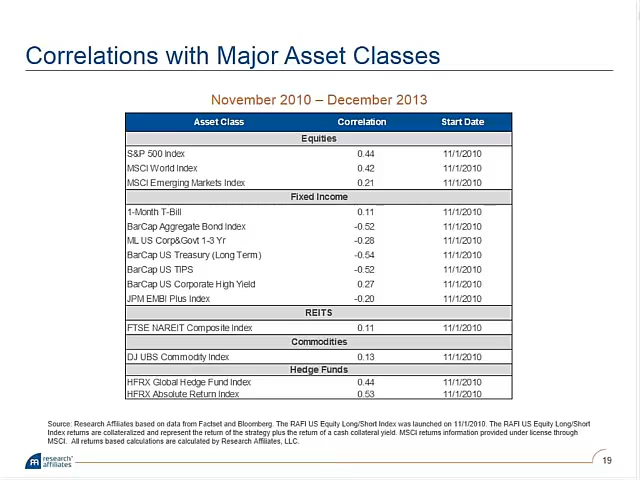 Correlations with Major Asset Classes
November 2010 – December 2013
Asset Class Correlation Start Date
Equities
S&P 500 Index 0.44 11/1/2010
MSCI World Index 0.42 11/1/2010
MSCI Emerging Markets Index 0.21 11/1/2010
Fixed Income
1-Month T-Bill 0.11 11/1/2010
BarCap Aggregate Bond Index -0.52 11/1/2010
ML US Corp&Govt 1-3 Yr -0.28 11/1/2010
BarCap US Treasury (Long Term) -0.54 11/1/2010
BarCap US TIPS -0.52 11/1/2010
BarCap US Corporate High Yield 0.27 11/1/2010
JPM EMBI Plus Index -0.20 11/1/2010
REITS
FTSE NAREIT Composite Index 0.11 11/1/2010
Commodities
DJ UBS Commodity Index 0.13 11/1/2010
Hedge Funds
HFRX Global Hedge Fund Index 0.44 11/1/2010
HFRX Absolute Return Index 0.53 11/1/2010
Source: Research Affiliates based on data from Factset and Bloomberg. The RAFI US Equity Long/Short Index was launched on 11/1/2010. The RAFI US Equity Long/Short
Index returns are collateralized and represent the return of the strategy plus the return of a cash collateral yield. MSCI returns information provided under license through
MSCI. All returns based calculations are calculated by Research Affiliates, LLC.
research
affiliates
19